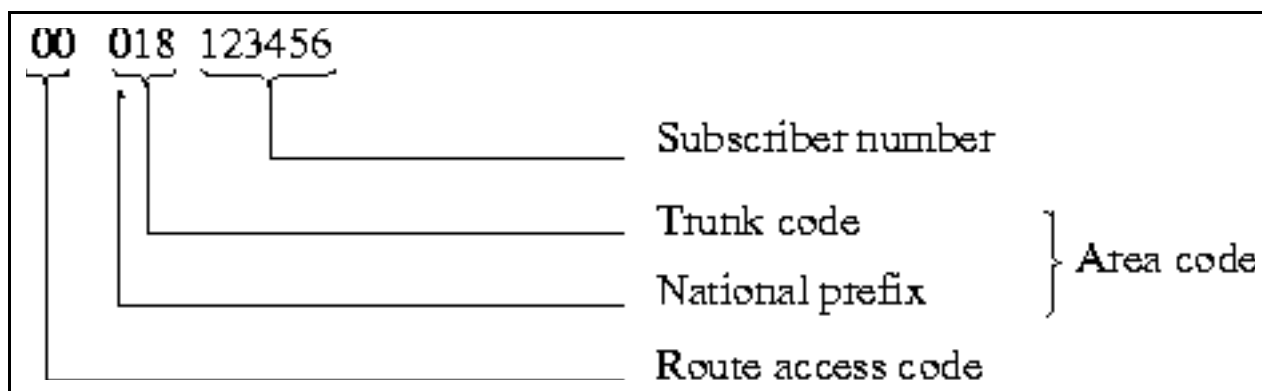 00 018 123456
Subscriber number
Trunk code
National prefix
Area code
Route access code